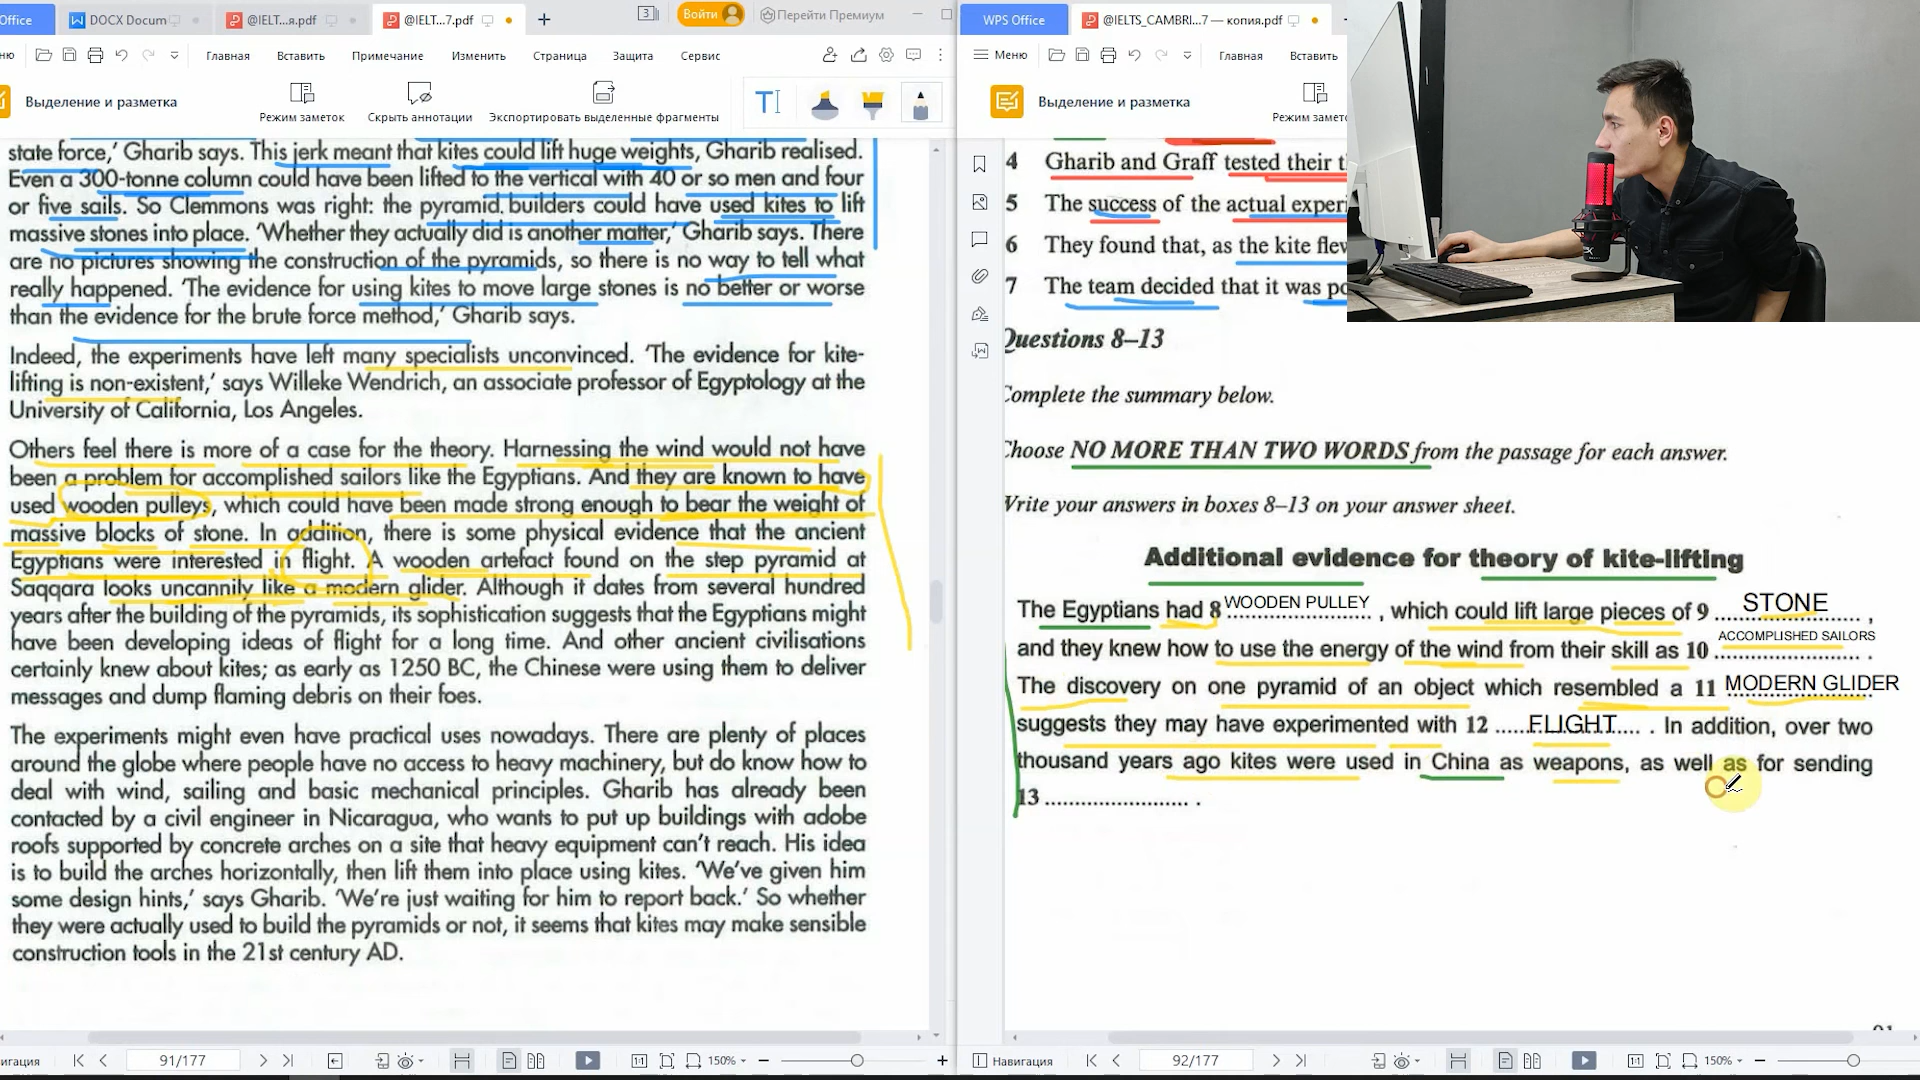 Office
DOCX Docum
@IELT...я.pdf
@IELT...7.pdf
3
Войти
Перейти Премиум
Главная
Вставить
Примечание
Изменить
Страница
Защита
Сервис
Выделение и разметка
Режим заметок
Скрыть аннотации
Экспортировать выделенные фрагменты
state force,’ Gharib says. This jerk meant that kites could lift huge weights, Gharib realised.
Even a 300-tonne column could have been lifted to the vertical with 40 or so men and four
or five sails. So Clemmons was right: the pyramid. builders could have used kites to lift
massive stones into place. ‘Whether they actually did is another matter,’ Gharib says. There
are no pictures showing the construction of the pyramids, so there is no way to tell what
really happened. ‘The evidence for using kites to move large stones is no better or worse
than the evidence for the brute force method,’ Gharib says.
Indeed, the experiments have left many specialists unconvinced. ‘The evidence for kite-
lifting is non-existent,’ says Willeke Wendrich, an associate professor of Egyptology at the
University of California, Los Angeles.
Others feel there is more of a case for the theory. Harnessing the wind would not have
been a problem for accomplished sailors like the Egyptians. And they are known to have
used wooden pulleys, which could have been made strong enough to bear the weight of
massive blocks of stone. In addition, there is some physical evidence that the ancient
Egyptians were interested in flight. A wooden artefact found on the step pyramid at
Saqqara looks uncannily like a modern glider. Although it dates from several hundred
years after the building of the pyramids, its sophistication suggests that the Egyptians might
have been developing ideas of flight for a long time. And other ancient civilisations
certainly knew about kites; as early as 1250 BC, the Chinese were using them to deliver
messages and dump flaming debris on their foes.
The experiments might even have practical uses nowadays. There are plenty of places
around the globe where people have no access to heavy machinery, but do know how to
deal with wind, sailing and basic mechanical principles. Gharib has already been
contacted by a civil engineer in Nicaragua, who wants to put up buildings with adobe
roofs supported by concrete arches on a site that heavy equipment can’t reach. His idea
is to build the arches horizontally, then lift them into place using kites. ‘We’ve given him
some design hints,’ says Gharib. ‘We’re just waiting for him to report back.’ So whether
they were actually used to build the pyramids or not, it seems that kites may make sensible
construction tools in the 21st century AD.
91/177
150%
WPS Office
@IELTS_CAMBRI...7 — копия.pdf
Меню
Главная
Вставить
Выделение и разметка
Режим замето
4 Gharib and Graff tested their t
5 The success of the actual exper
6 They found that, as the kite flew
7 The team decided that it was po
Questions 8–13
Complete the summary below.
Choose NO MORE THAN TWO WORDS from the passage for each answer.
Write your answers in boxes 8–13 on your answer sheet.
Additional evidence for theory of kite-lifting
The Egyptians had 8 WOODEN PULLEY , which could lift large pieces of 9 STONE ,
and they knew how to use the energy of the wind from their skill as 10 ACCOMPLISHED SAILORS .
The discovery on one pyramid of an object which resembled a 11 MODERN GLIDER
suggests they may have experimented with 12 ......FLIGHT...... . In addition, over two
thousand years ago kites were used in China as weapons, as well as for sending
13 ........................ .
Навигация
92/177
150%